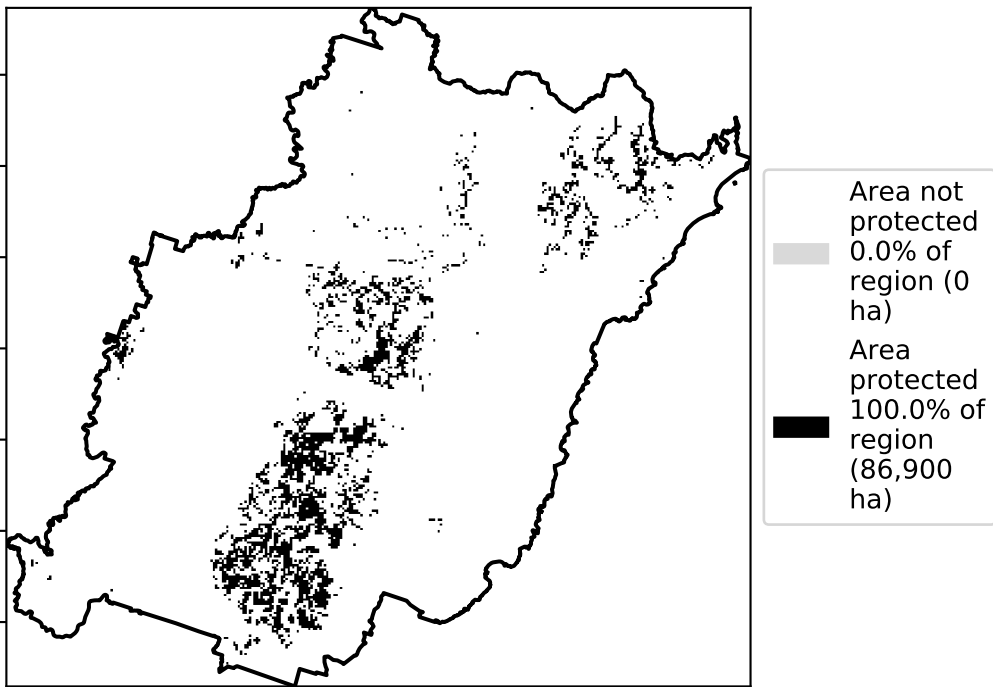 Area not
protected
0.0% of
region (0
ha)
Area
protected
100.0% of
region
(86,900
ha)